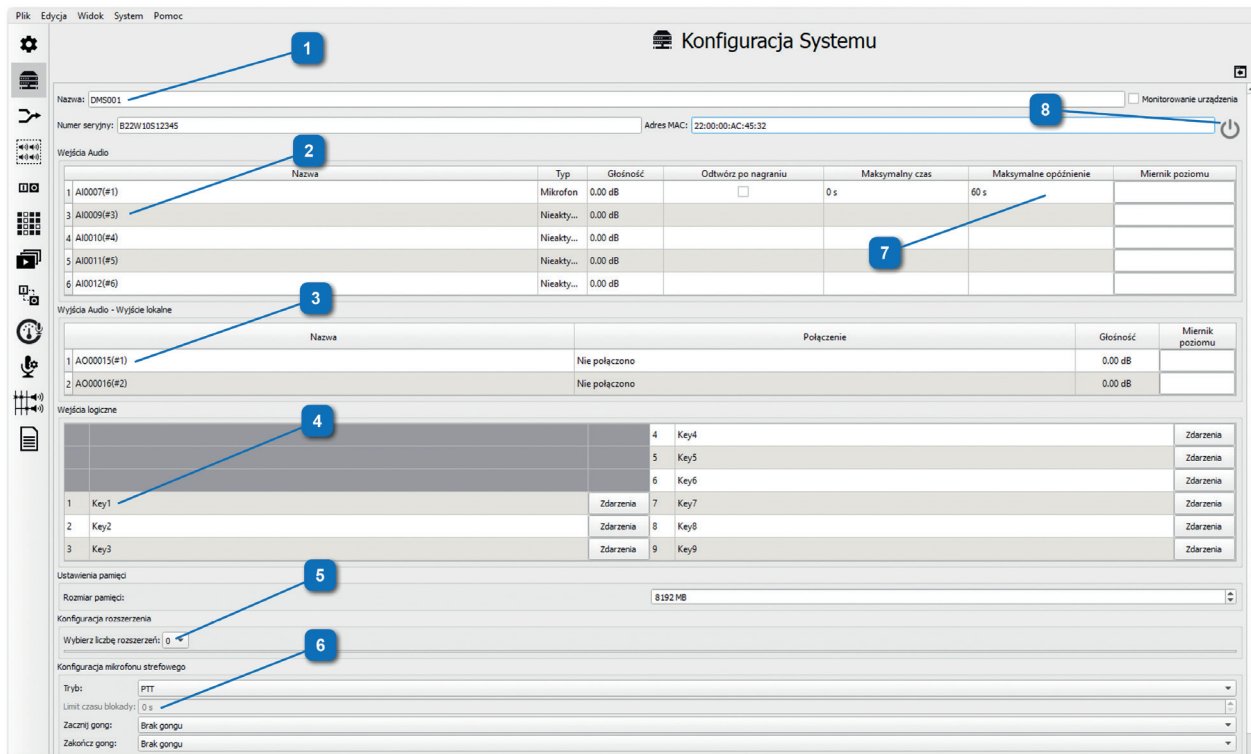 Plik Edycja Widok System Pomoc
Konfiguracja Systemu
1
Nazwa: DMS001
Monitorowanie urządzenia
8
Numer seryjny: B22W10S12345 Adres MAC: 22:00:00:AC:45:32
2
Wejścia Audio
Nazwa Typ Głośność Odtwórz po nagraniu Maksymalny czas Maksymalne opóźnienie Miernik poziomu
1 AI0007(#1) Mikrofon 0.00 dB 0 s 60 s
3 AI0009(#3) Nieakty... 0.00 dB
4 AI0010(#4) Nieakty... 0.00 dB
7
5 AI0011(#5) Nieakty... 0.00 dB
6 AI0012(#6) Nieakty... 0.00 dB
3
Wyjścia Audio - Wyjście lokalne
Nazwa Połączenie Głośność Miernik poziomu
1 AO00015(#1) Nie połączono 0.00 dB
2 AO00016(#2) Nie połączono 0.00 dB
Wejścia logiczne
4
4 Key4 Zdarzenia
5 Key5 Zdarzenia
6 Key6 Zdarzenia
1 Key1 Zdarzenia 7 Key7 Zdarzenia
2 Key2 Zdarzenia 8 Key8 Zdarzenia
3 Key3 Zdarzenia 9 Key9 Zdarzenia
Ustawienia pamięci
5
Rozmiar pamięci: 8192 MB
Konfiguracja rozszerzenia
Wybierz liczbę rozszerzeń: 0
6
Konfiguracja mikrofonu strefowego
Tryb: PTT
Limit czasu blokady: 0 s
Zacznij gong: Brak gongu
Zakończ gong: Brak gongu